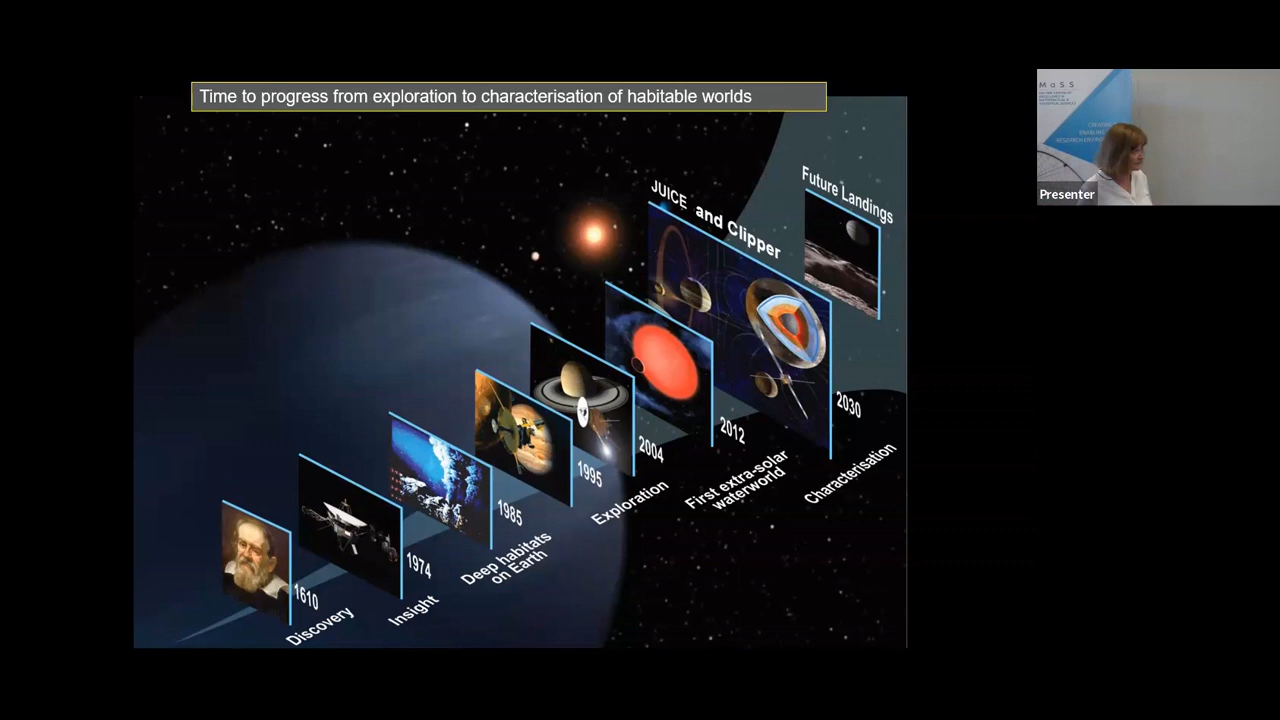 Time to progress from exploration to characterisation of habitable worlds
JUICE and Clipper
Future Landings
1610
Discovery
1974
Insight
1985
Deep habitats
on Earth
1995
2004
Exploration
2012
First extra-solar
waterworld
2030
Characterisation
MaSS
Presenter